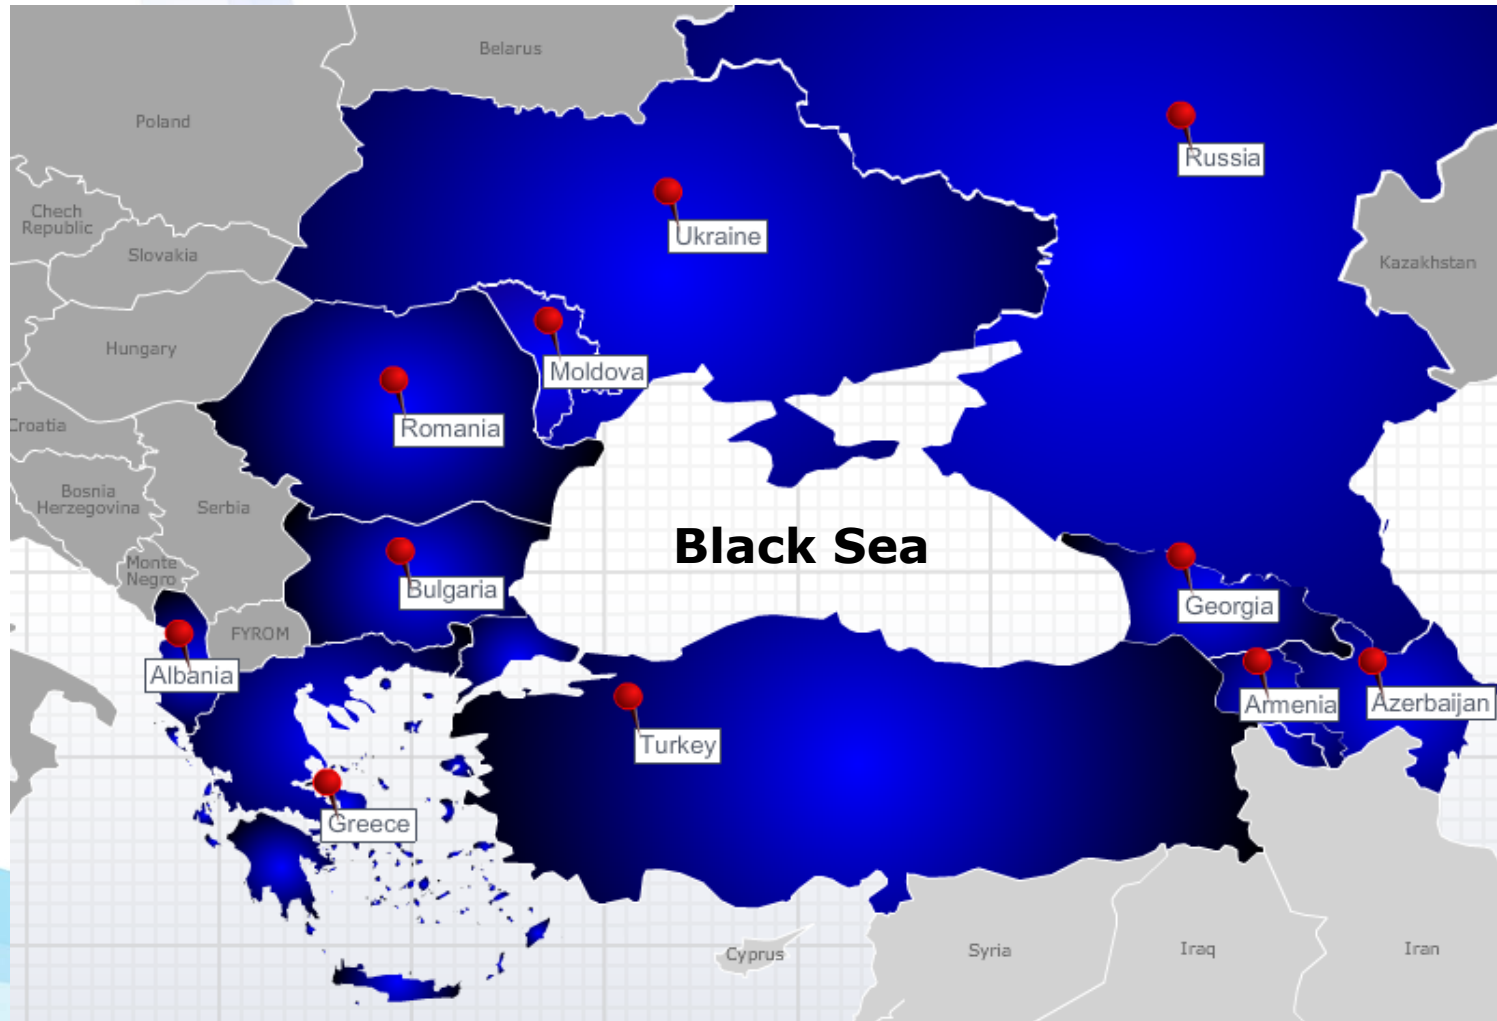 Belarus
Poland
Russia
Chech
Republic
Ukraine
Slovakia
Kazakhstan
Hungary
Moldova
Romania
Croatia
Bosnia
Herzegovina
Serbia
Black Sea
Monte
Negro
Bulgaria
Georgia
FYROM
Albania
Armenia
Azerbaijan
Turkey
Greece
Cyprus
Syria
Iraq
Iran